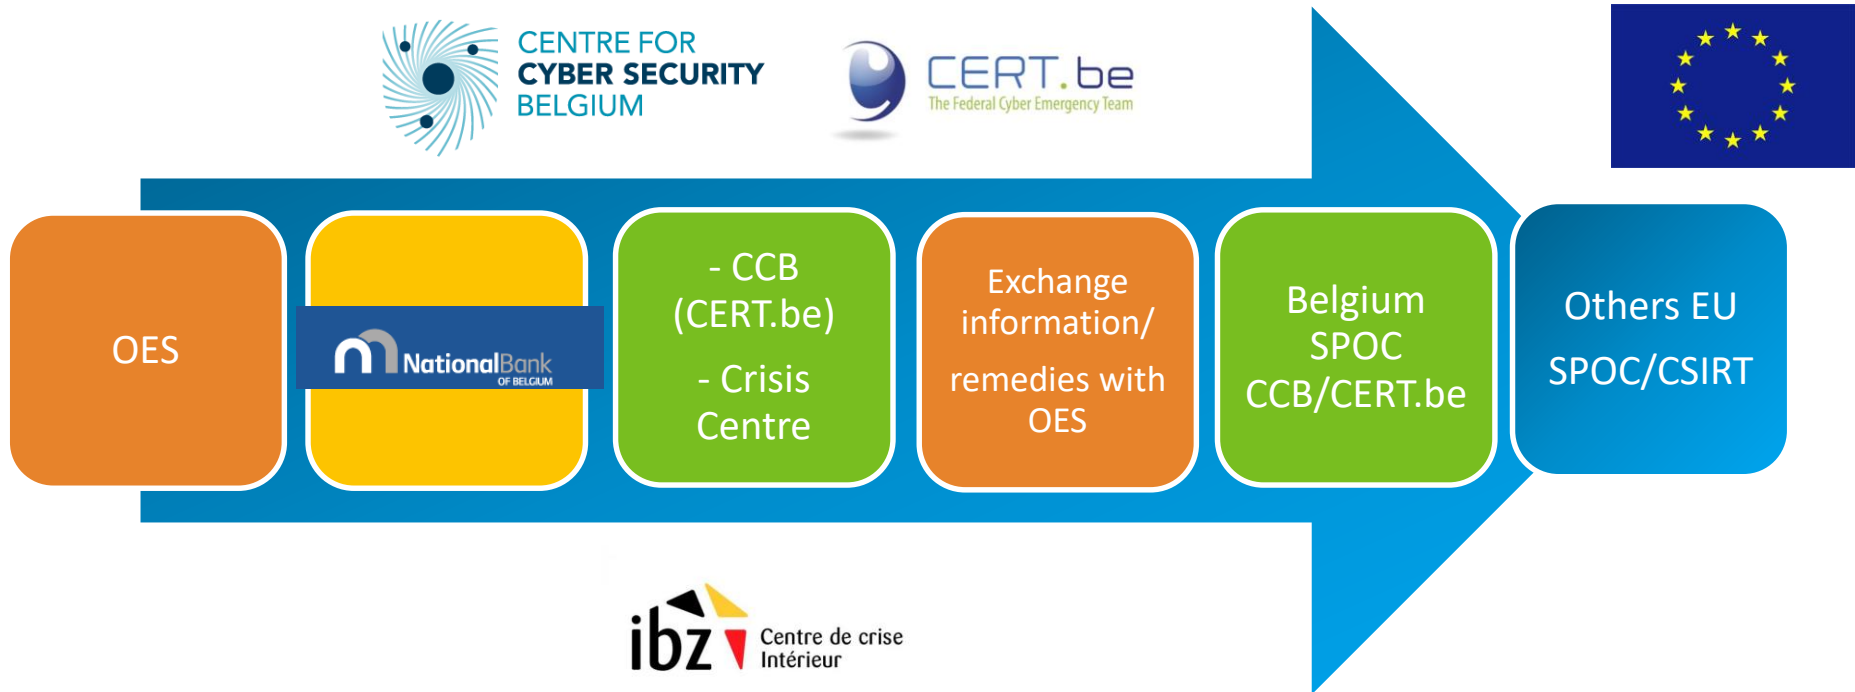 CENTRE FOR
CYBER SECURITY
BELGIUM
CERT.be
The Federal Cyber Emergency Team
OES
NationalBank
OF BELGIUM
- CCB
(CERT.be)
- Crisis
Centre
Exchange
information/
remedies with
OES
Belgium
SPOC
CCB/CERT.be
Others EU
SPOC/CSIRT
ibz
Centre de crise
Intérieur